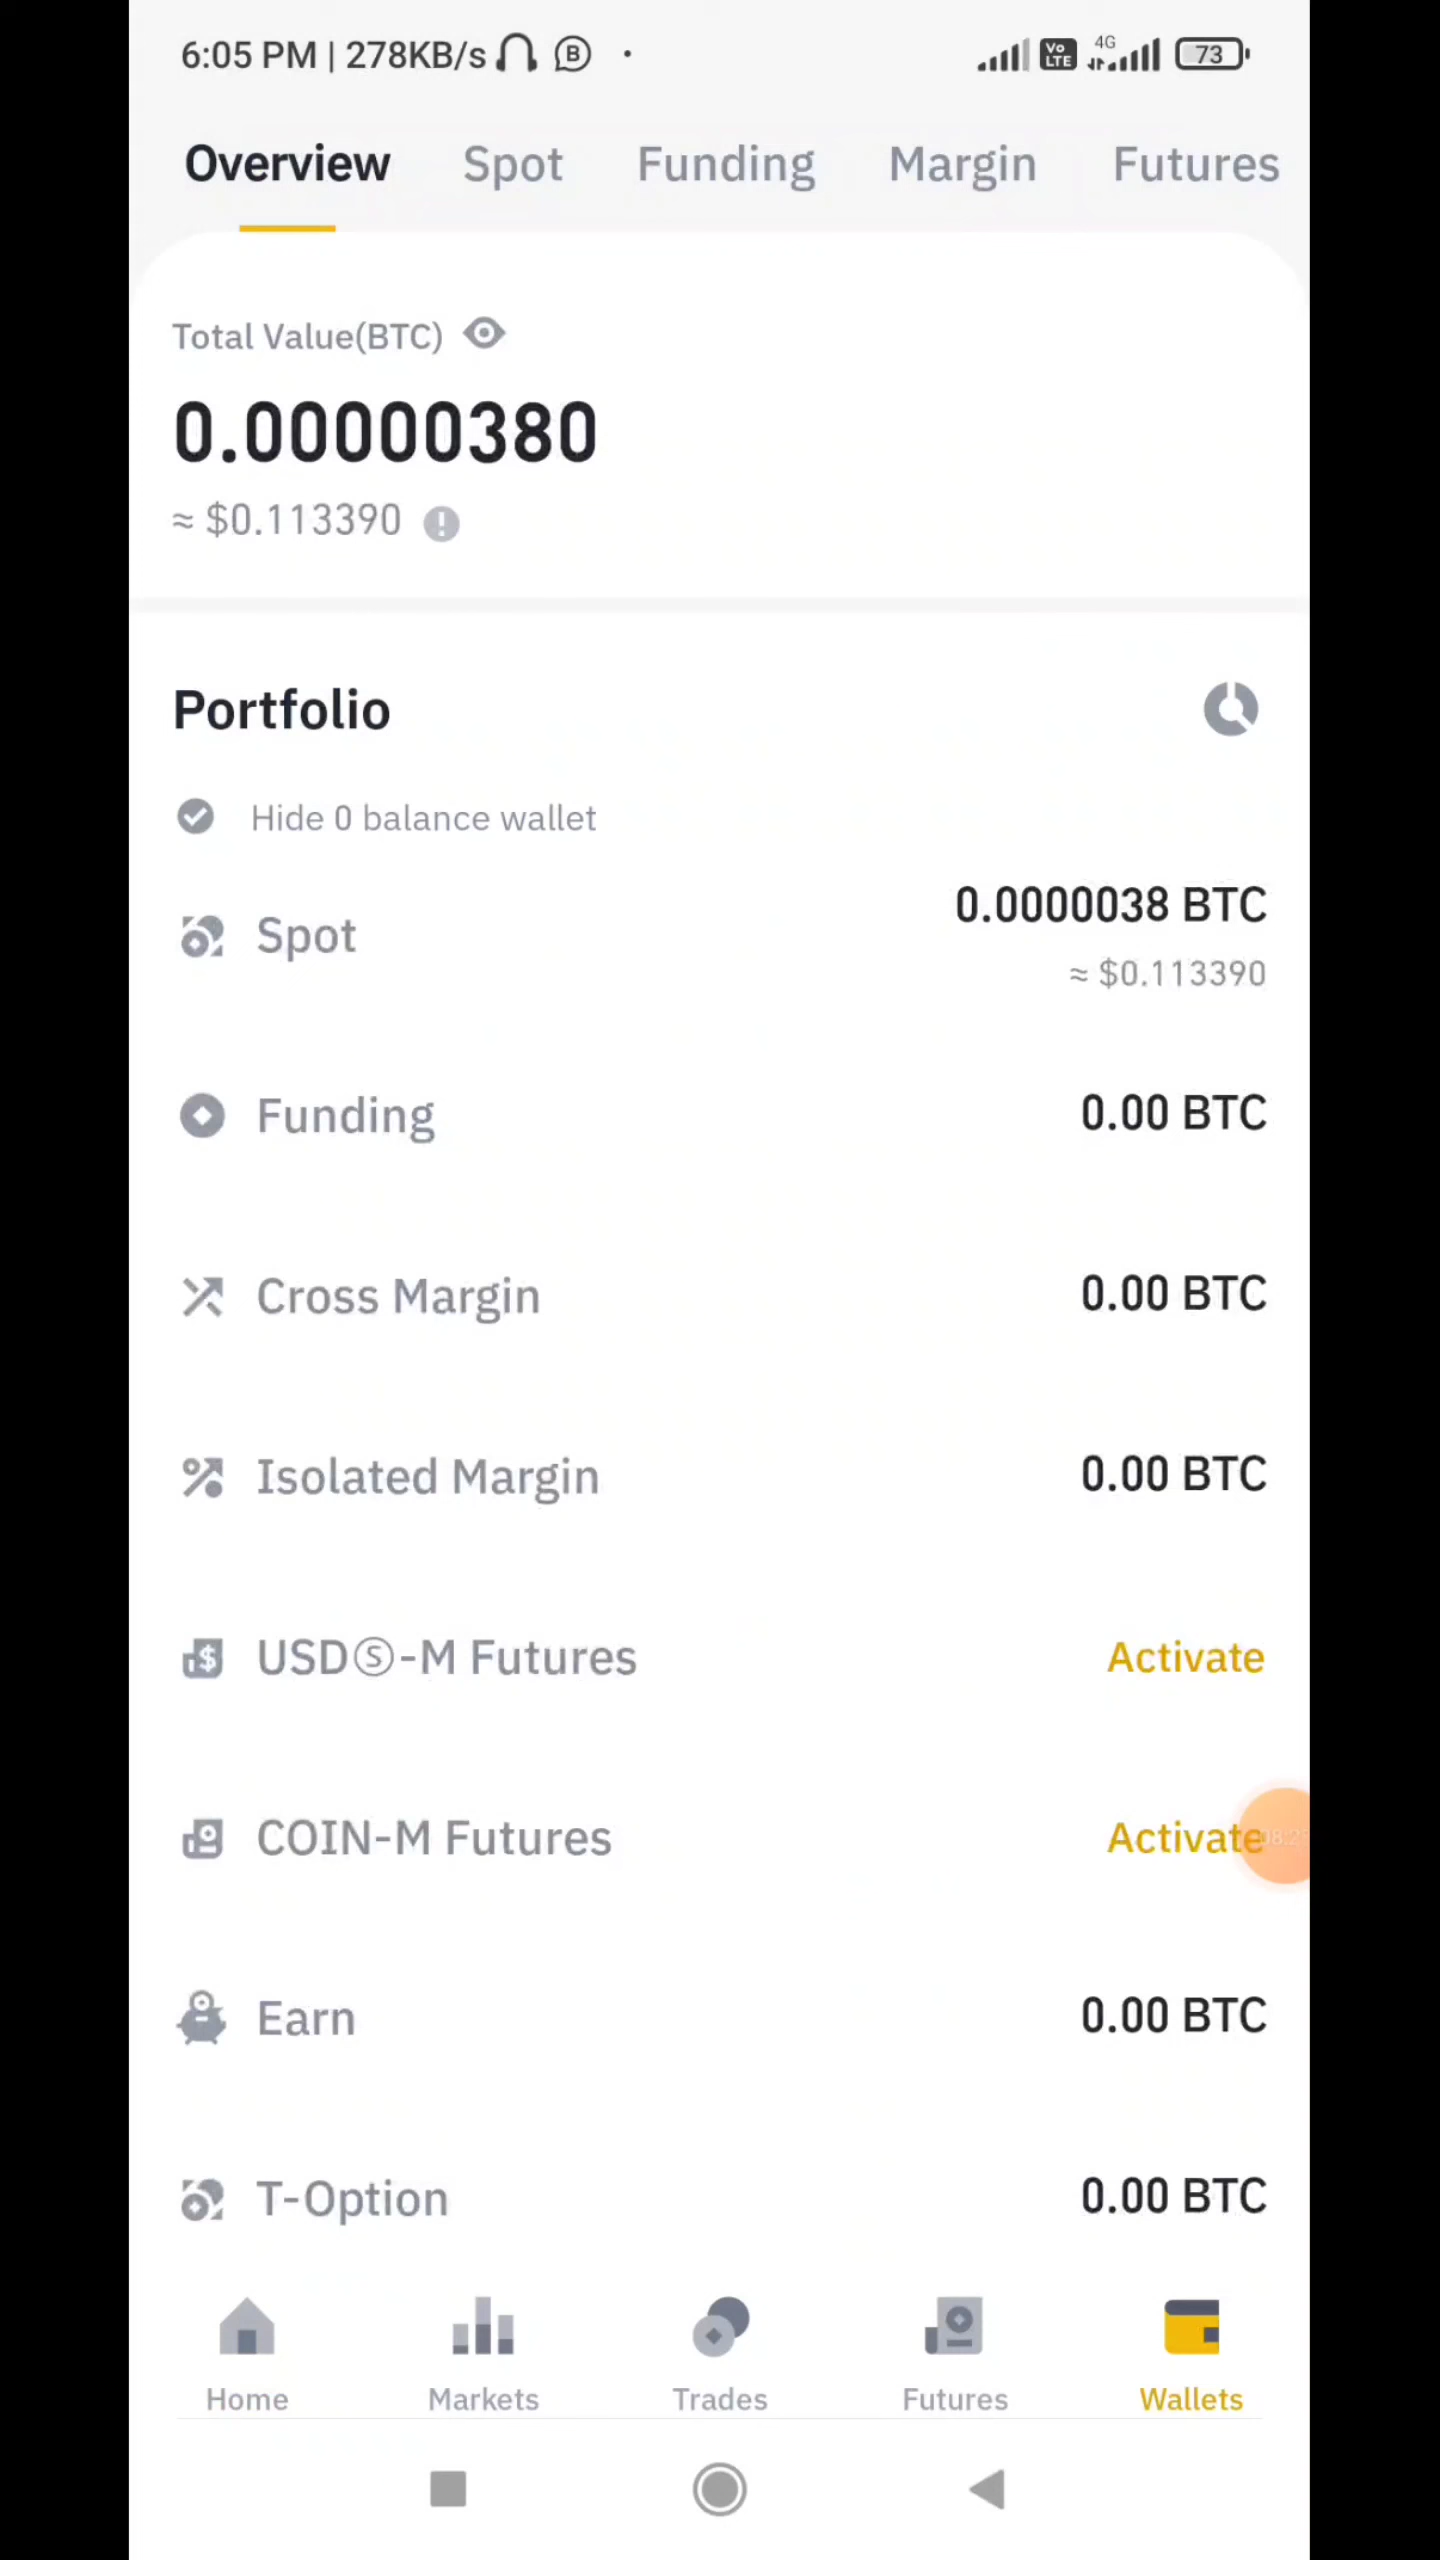 6:05 PM | 278KB/s
Vo LTE 4G 73
Overview Spot Funding Margin Futures
Total Value(BTC)
0.00000380
≈ $0.113390
Portfolio
Hide 0 balance wallet
Spot 0.0000038 BTC
≈ $0.113390
Funding 0.00 BTC
Cross Margin 0.00 BTC
Isolated Margin 0.00 BTC
USDⓈ-M Futures Activate
COIN-M Futures Activate
Earn 0.00 BTC
T-Option 0.00 BTC
Home Markets Trades Futures Wallets